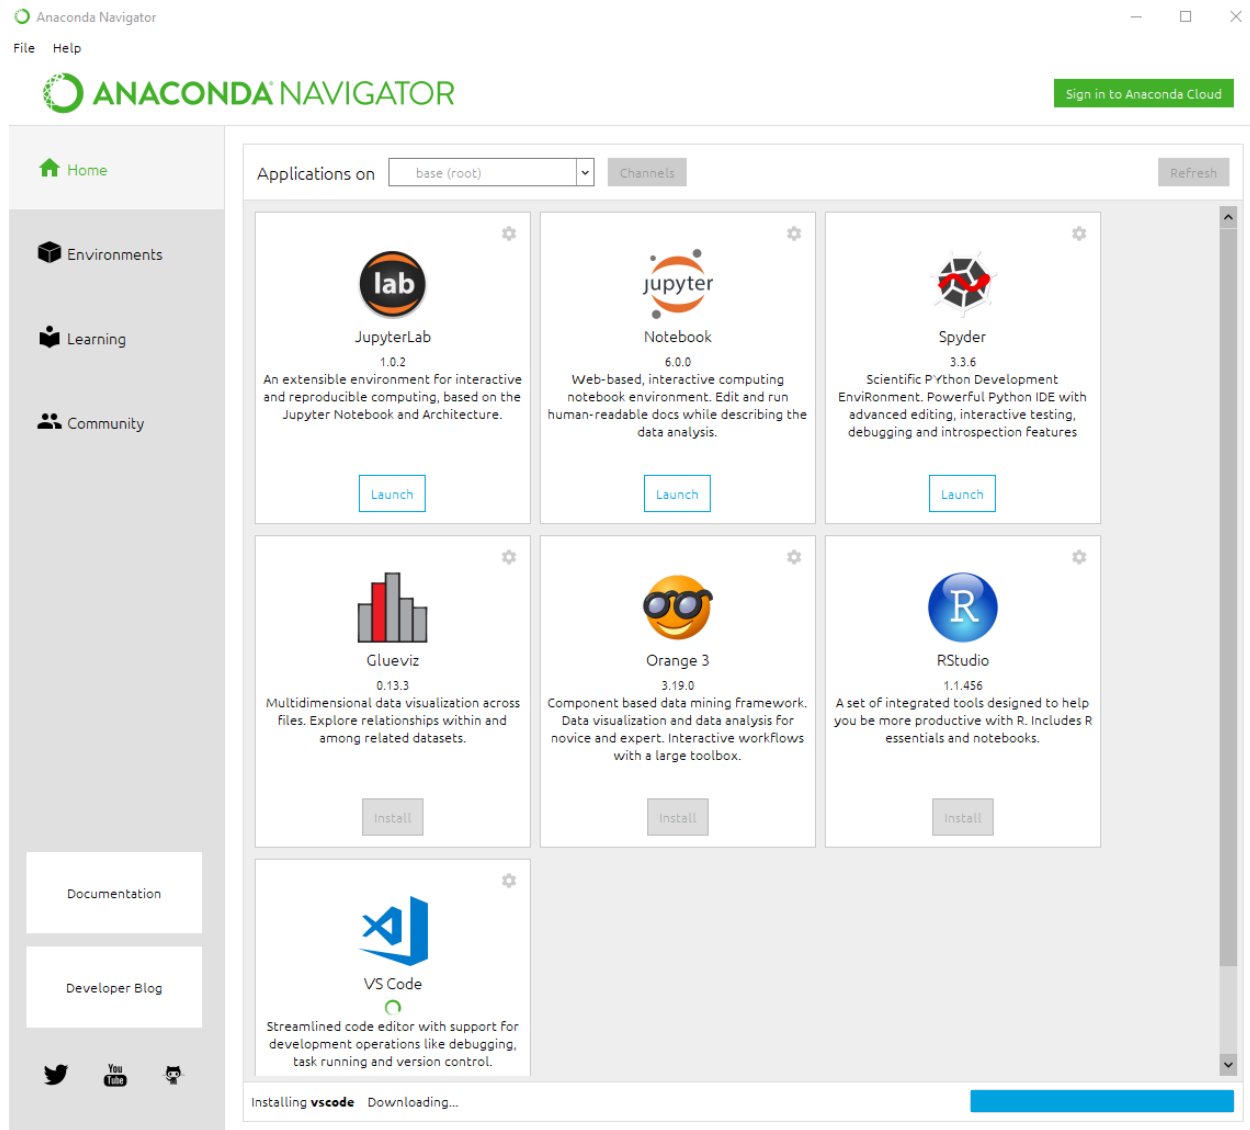 Anaconda Navigator
File Help
ANACONDA NAVIGATOR
Sign in to Anaconda Cloud
Home
Environments
Learning
Community
Documentation
Developer Blog
You
Tube
Applications on base (root) Channels Refresh
lab
JupyterLab
1.0.2
An extensible environment for interactive
and reproducible computing, based on the
Jupyter Notebook and Architecture.
Launch
jupyter
Notebook
6.0.0
Web-based, interactive computing
notebook environment. Edit and run
human-readable docs while describing the
data analysis.
Launch
Spyder
3.3.6
Scientific PYthon Development
EnviRonment. Powerful Python IDE with
advanced editing, interactive testing,
debugging and introspection features
Launch
Glueviz
0.13.3
Multidimensional data visualization across
files. Explore relationships within and
among related datasets.
Install
Orange 3
3.19.0
Component based data mining framework.
Data visualization and data analysis for
novice and expert. Interactive workflows
with a large toolbox.
Install
R
RStudio
1.1.456
A set of integrated tools designed to help
you be more productive with R. Includes R
essentials and notebooks.
Install
VS Code
Streamlined code editor with support for
development operations like debugging,
task running and version control.
Installing vscode Downloading...